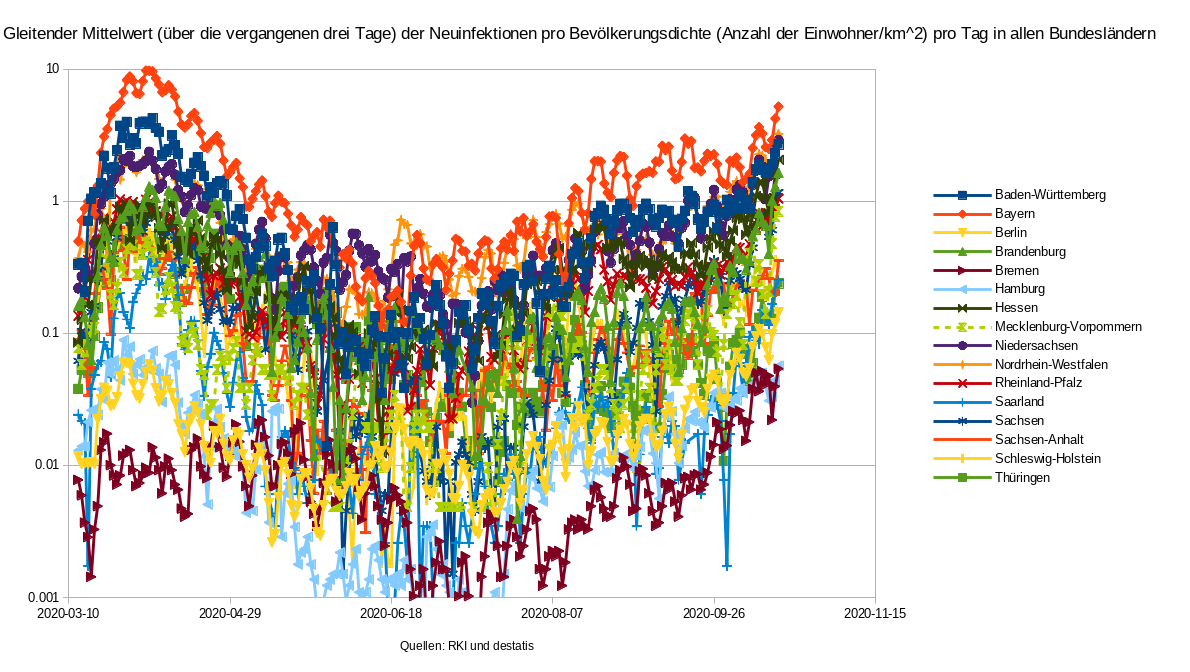 Gleitender Mittelwert (über die vergangenen drei Tage) der Neuinfektionen pro Bevölkerungsdichte (Anzahl der Einwohner/km^2) pro Tag in allen Bundesländern
10
1
0.1
0.01
0.001
2020-03-10
2020-04-29
2020-06-18
2020-08-07
2020-09-26
2020-11-15
Baden-Württemberg
Bayern
Berlin
Brandenburg
Bremen
Hamburg
Hessen
Mecklenburg-Vorpommern
Niedersachsen
Nordrhein-Westfalen
Rheinland-Pfalz
Saarland
Sachsen
Sachsen-Anhalt
Schleswig-Holstein
Thüringen
Quellen: RKI und destatis